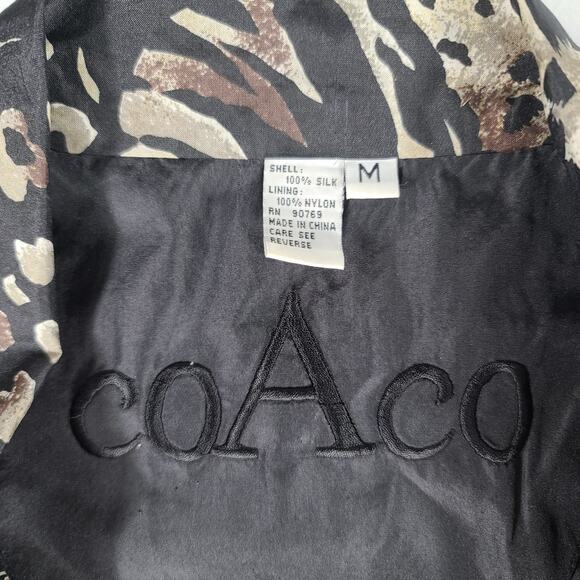 SHELL:
100% SILK
LINING:
100% NYLON
RN 90769
MADE IN CHINA
CARE SEE
REVERSE
M
coAco